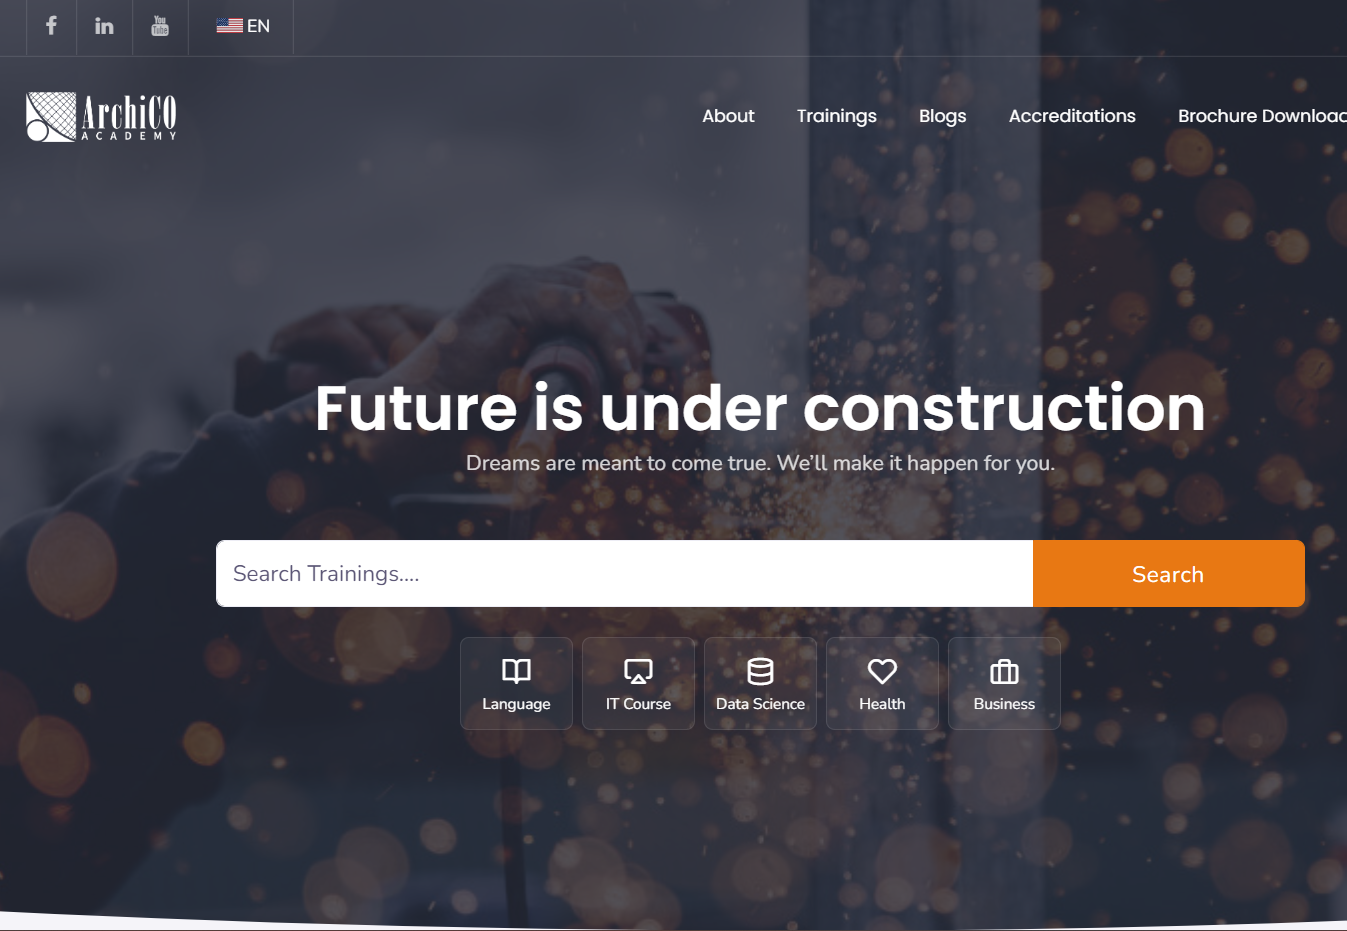 EN
ArchiCO
ACADEMY
About Trainings Blogs Accreditations Brochure Downloa
Future is under construction
Dreams are meant to come true. We'll make it happen for you.
Search Trainings.... Search
Language IT Course Data Science Health Business